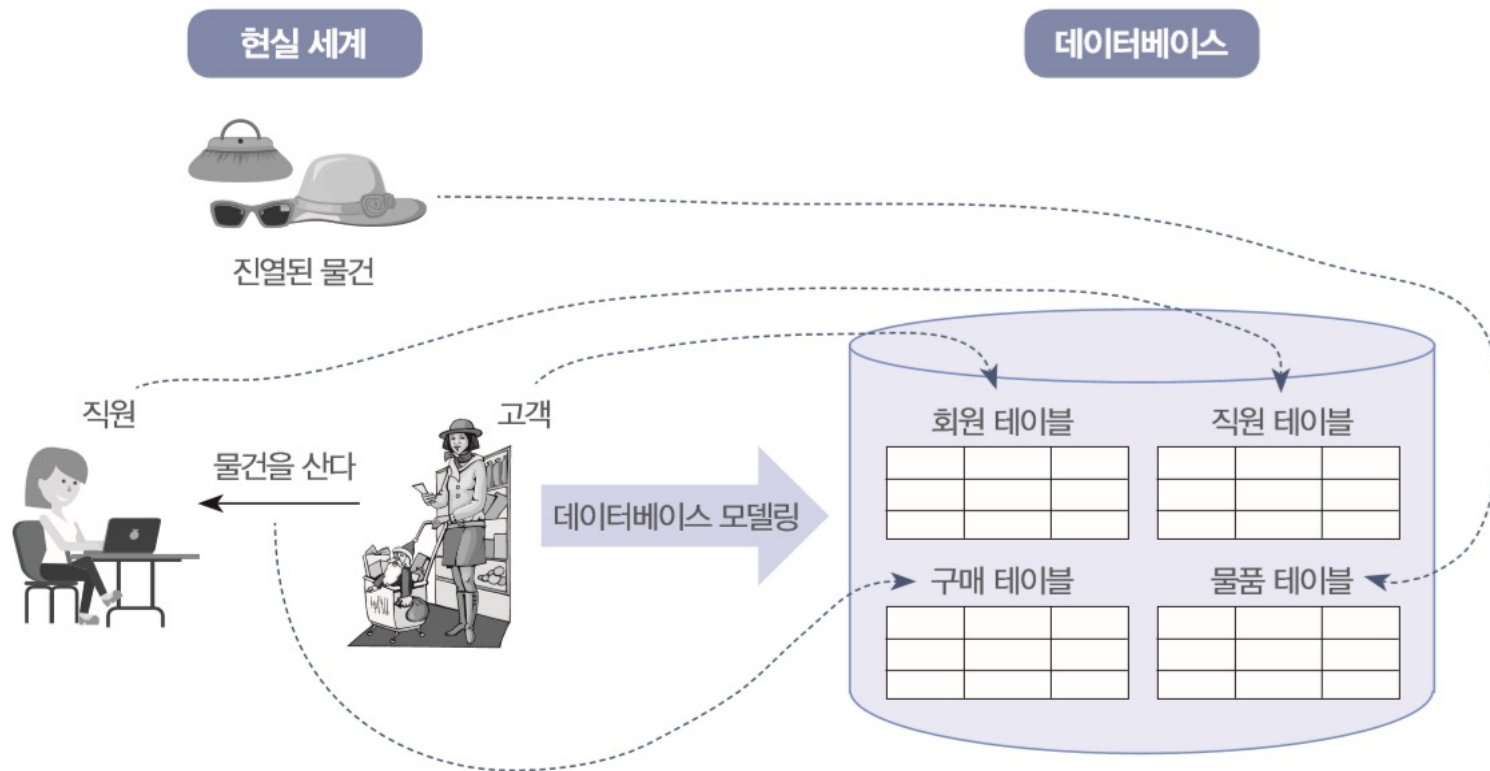 현실 세계
데이터베이스
진열된 물건
직원
고객
물건을 산다
데이터베이스 모델링
회원 테이블
직원 테이블
구매 테이블
물품 테이블